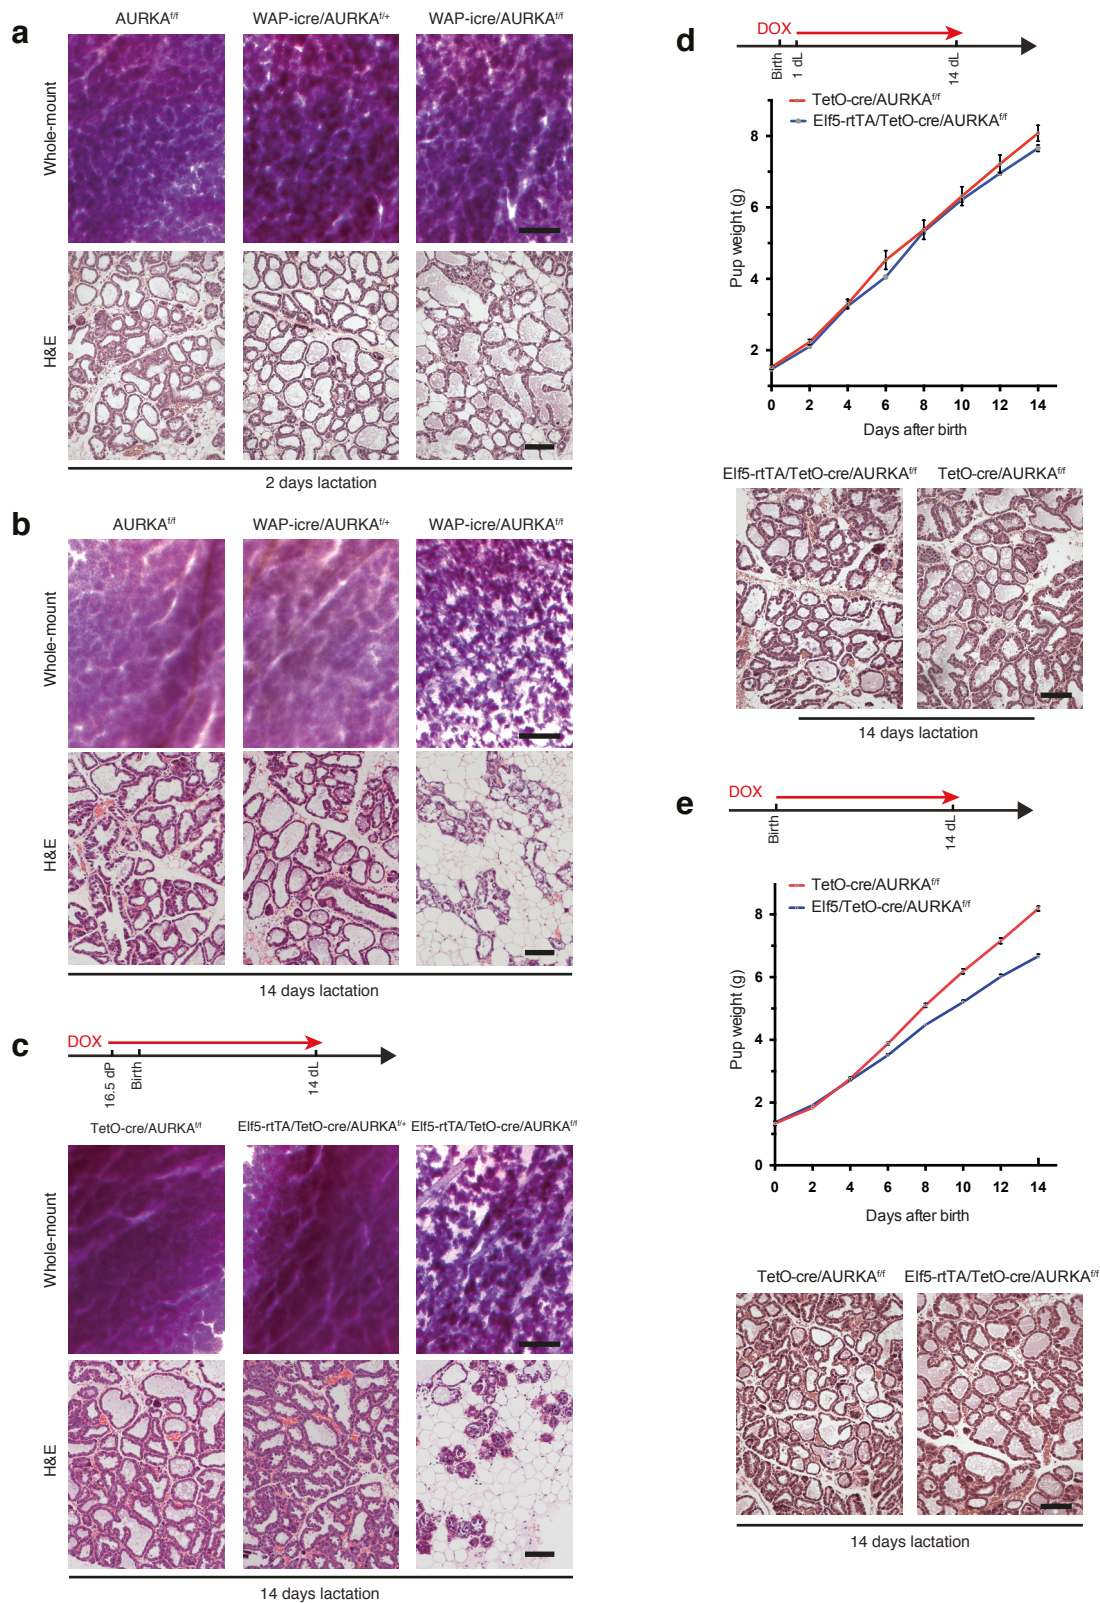 a
AURKAf/f
WAP-icre/AURKAf/+
WAP-icre/AURKAf/f
Whole-mount
H&E
2 days lactation
b
AURKAf/f
WAP-icre/AURKAf/+
WAP-icre/AURKAf/f
Whole-mount
H&E
14 days lactation
c
DOX
16.5 dP
Birth
14 dL
TetO-cre/AURKAf/f
Elf5-rtTA/TetO-cre/AURKAf/+
Elf5-rtTA/TetO-cre/AURKAf/f
Whole-mount
H&E
14 days lactation
d
DOX
Birth
1 dL
14 dL
TetO-cre/AURKAf/f
Elf5-rtTA/TetO-cre/AURKAf/f
Pup weight (g)
8
6
4
2
0 2 4 6 8 10 12 14
Days after birth
Elf5-rtTA/TetO-cre/AURKAf/f
TetO-cre/AURKAf/f
14 days lactation
e
DOX
Birth
14 dL
TetO-cre/AURKAf/f
Elf5/TetO-cre/AURKAf/f
Pup weight (g)
8
6
4
2
0
0 2 4 6 8 10 12 14
Days after birth
TetO-cre/AURKAf/f
Elf5-rtTA/TetO-cre/AURKAf/f
14 days lactation